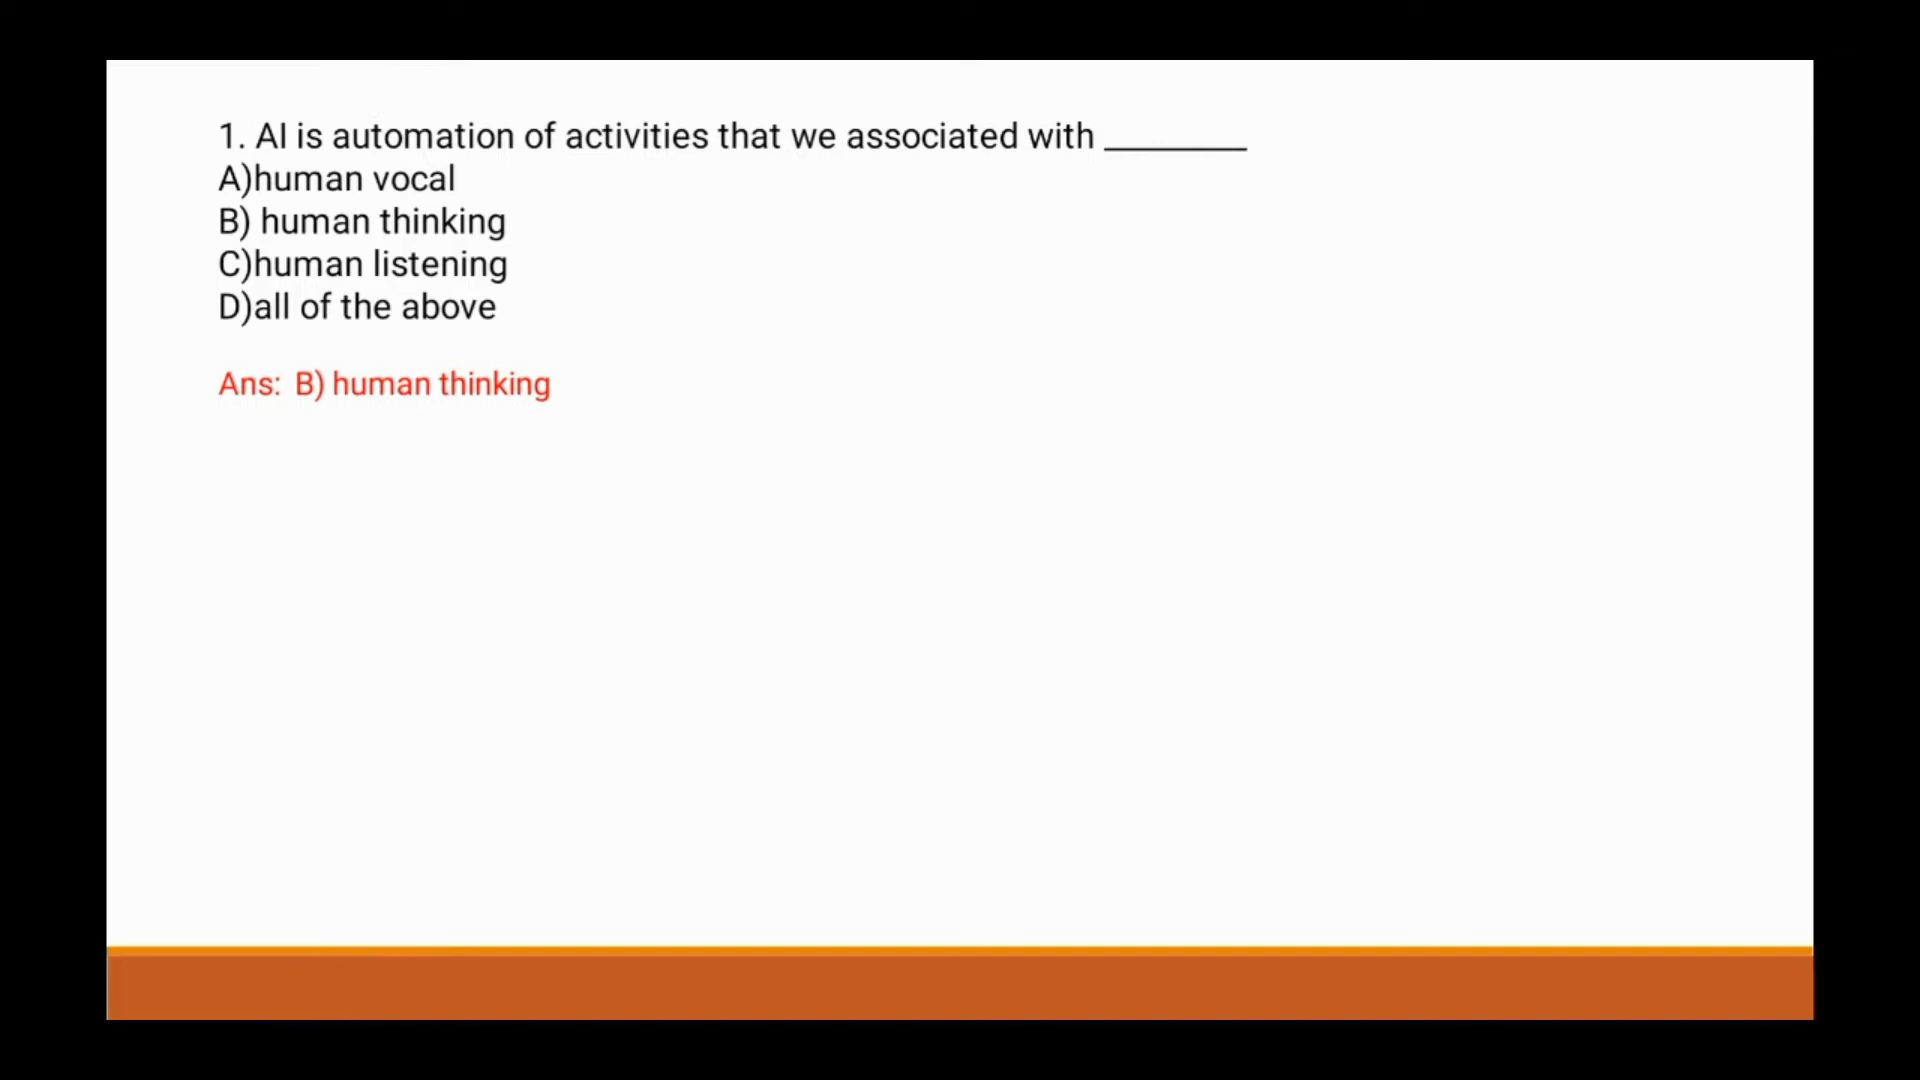 1. AI is automation of activities that we associated with ________
A)human vocal
B) human thinking
C)human listening
D)all of the above
Ans: B) human thinking